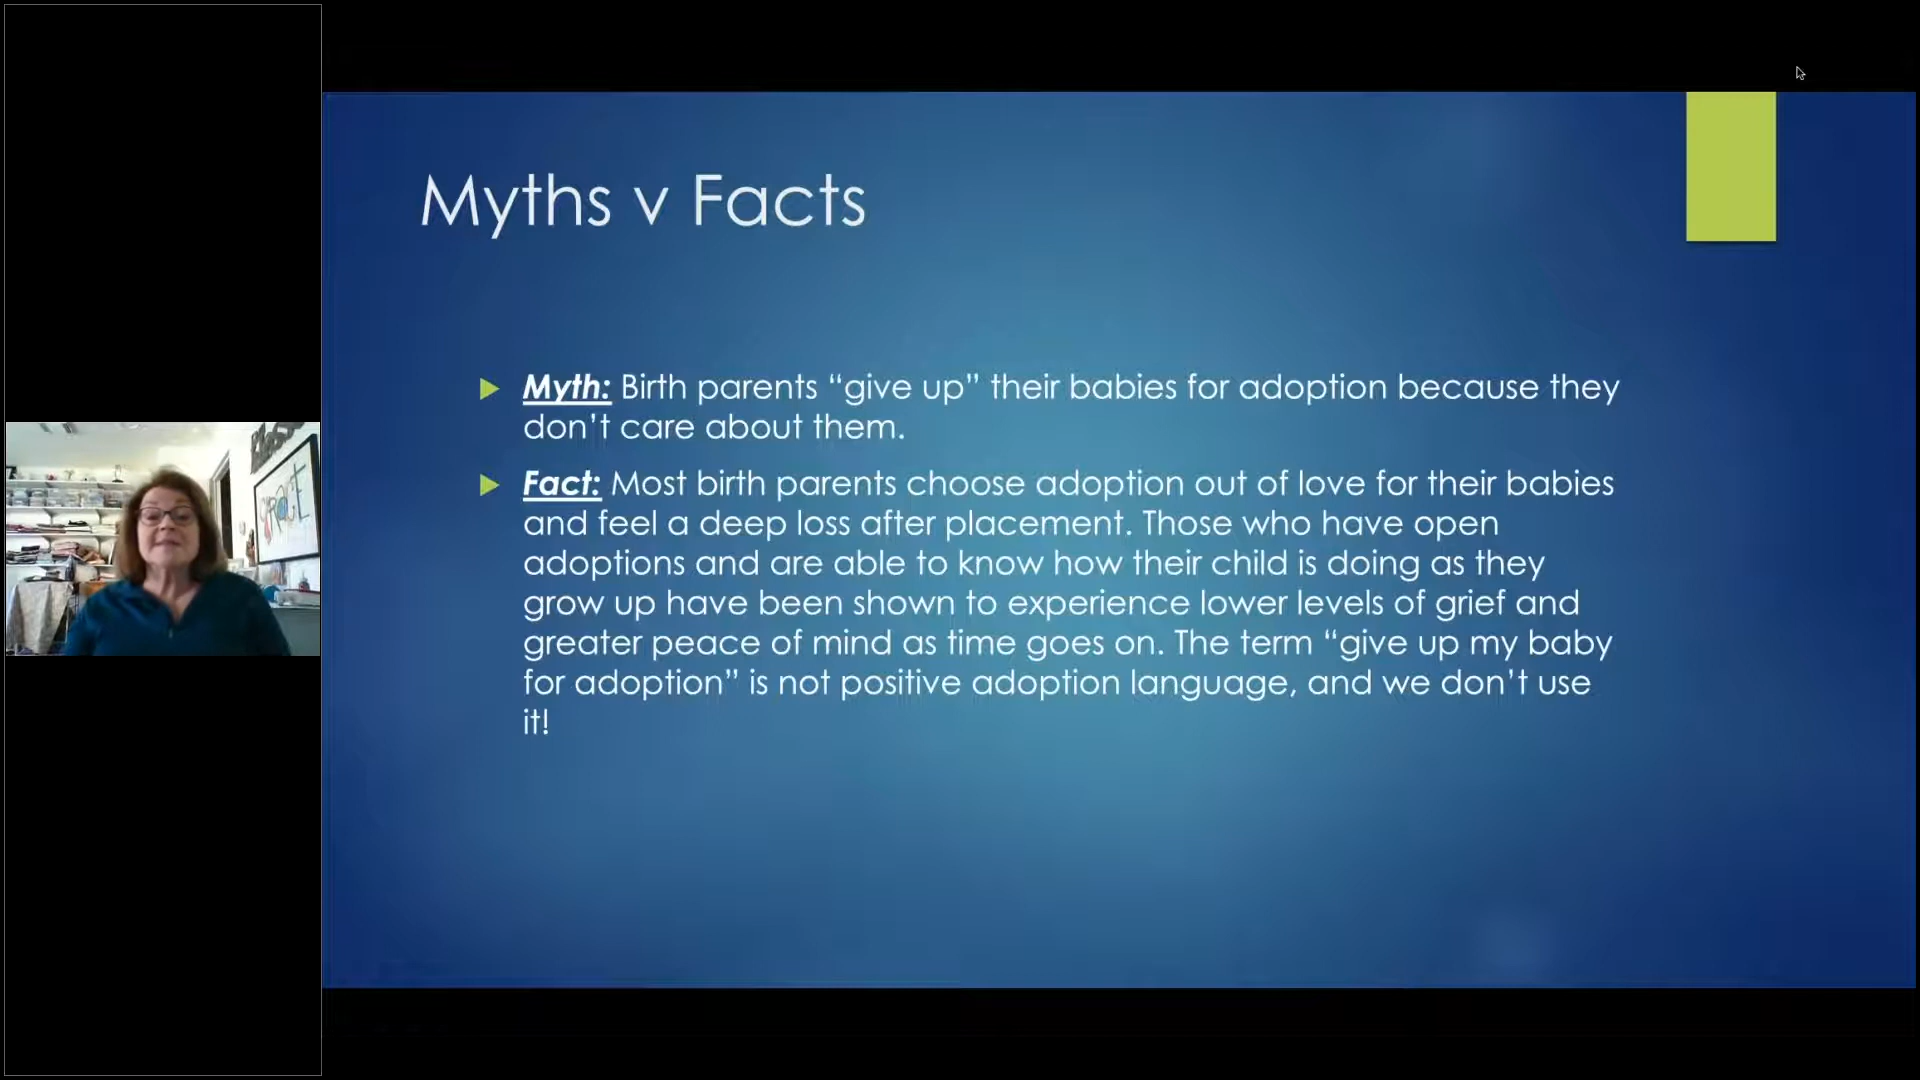 Myths v Facts
Myth: Birth parents “give up” their babies for adoption because they
don’t care about them.
Fact: Most birth parents choose adoption out of love for their babies
and feel a deep loss after placement. Those who have open
adoptions and are able to know how their child is doing as they
grow up have been shown to experience lower levels of grief and
greater peace of mind as time goes on. The term “give up my baby
for adoption” is not positive adoption language, and we don’t use
it!